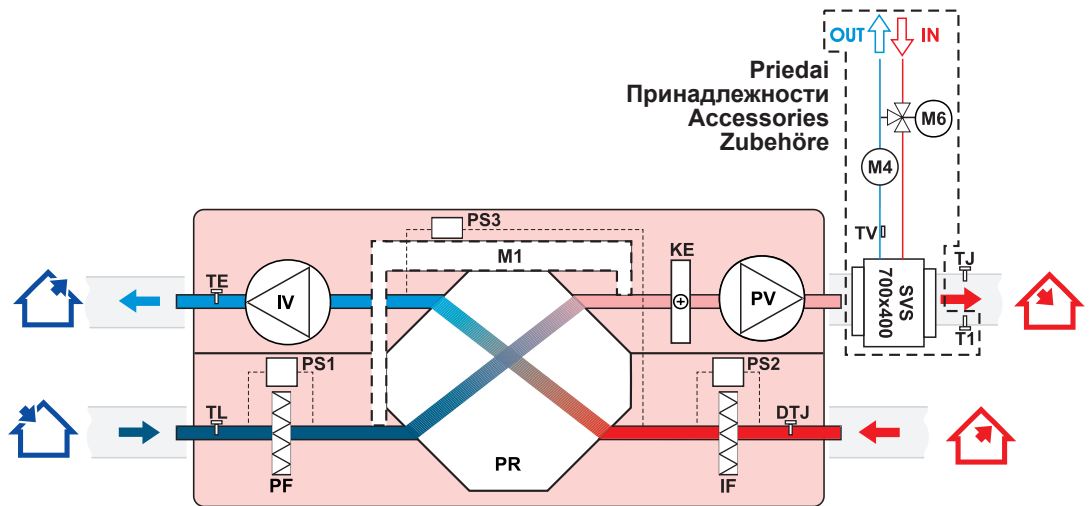 OUT IN
Priedai
Принадлежности
Accessories
Zubehöre
M6
M4
TV
PS3
M1
KE
TE
IV
PV
SVS
700x400
TJ
T1
PS1
PS2
TL
DTJ
PF
PR
IF